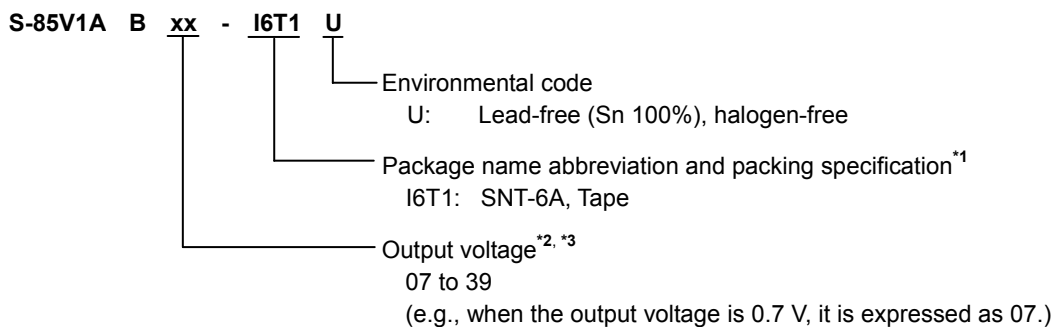 S-85V1A B xx - I6T1 U
Environmental code
U: Lead-free (Sn 100%), halogen-free
Package name abbreviation and packing specification*1
I6T1: SNT-6A, Tape
Output voltage*2, *3
07 to 39
(e.g., when the output voltage is 0.7 V, it is expressed as 07.)